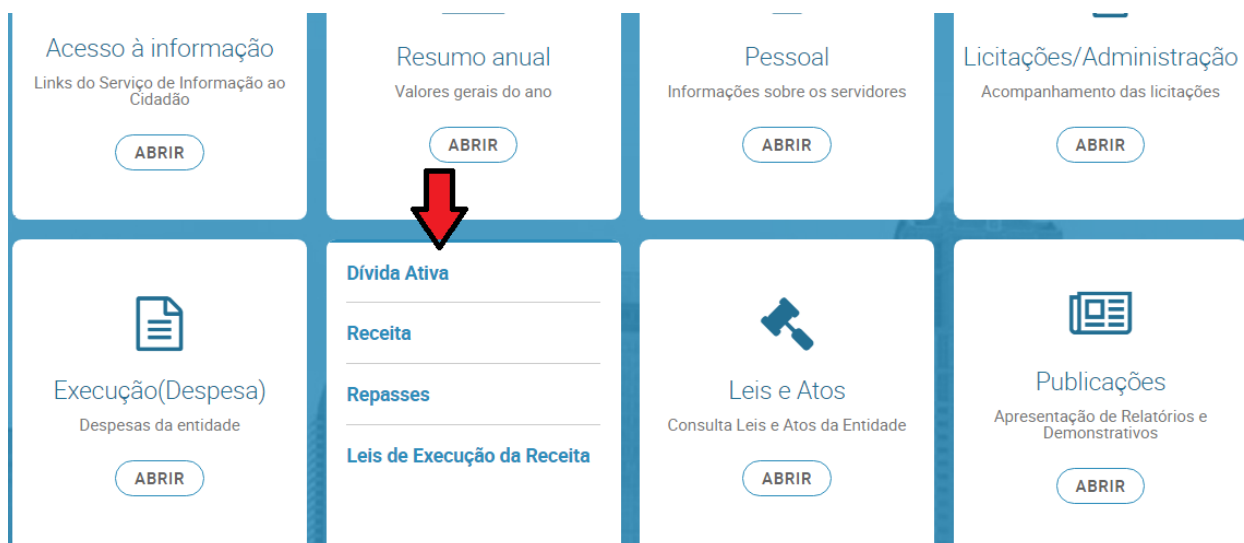 Acesso à informação
Links do Serviço de Informação ao
Cidadão
ABRIR
Resumo anual
Valores gerais do ano
ABRIR
Pessoal
Informações sobre os servidores
ABRIR
Licitações/Administração
Acompanhamento das licitações
ABRIR
Execução(Despesa)
Despesas da entidade
ABRIR
Dívida Ativa
Receita
Repasses
Leis de Execução da Receita
Leis e Atos
Consulta Leis e Atos da Entidade
ABRIR
Publicações
Apresentação de Relatórios e
Demonstrativos
ABRIR